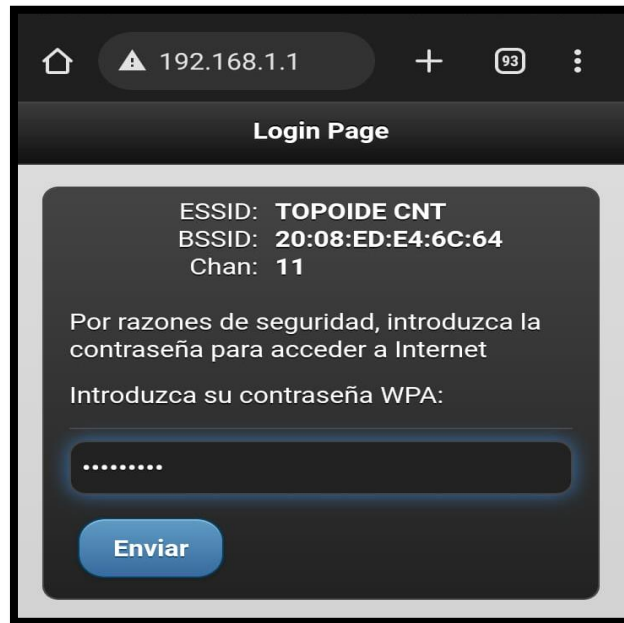 192.168.1.1
93
Login Page
ESSID: TOPOIDE CNT
BSSID: 20:08:ED:E4:6C:64
Chan: 11
Por razones de seguridad, introduzca la
contraseña para acceder a Internet
Introduzca su contraseña WPA:
•••••••••
Enviar